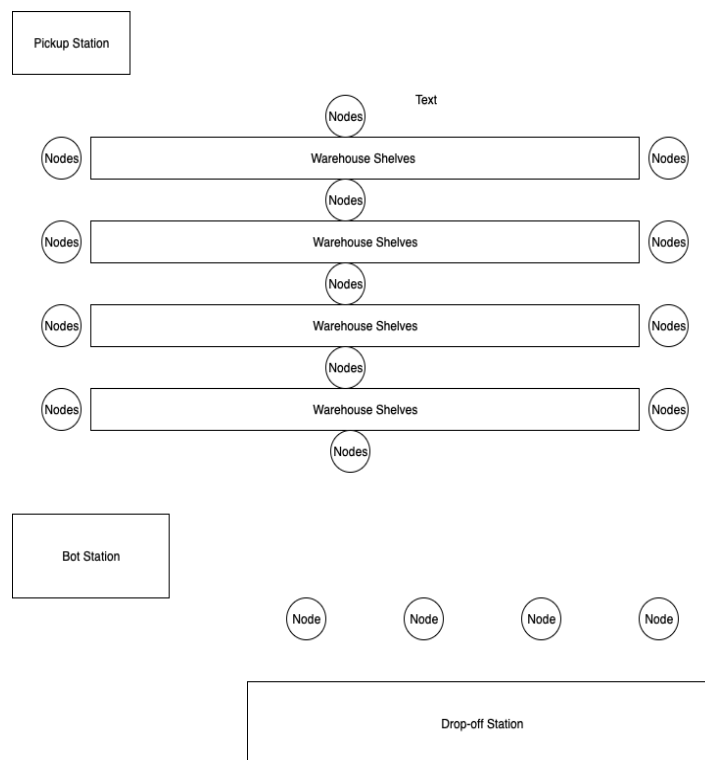 Pickup Station
Text
Nodes
Nodes
Warehouse Shelves
Nodes
Nodes
Nodes
Warehouse Shelves
Nodes
Nodes
Nodes
Warehouse Shelves
Nodes
Nodes
Nodes
Warehouse Shelves
Nodes
Nodes
Bot Station
Node
Node
Node
Node
Drop-off Station